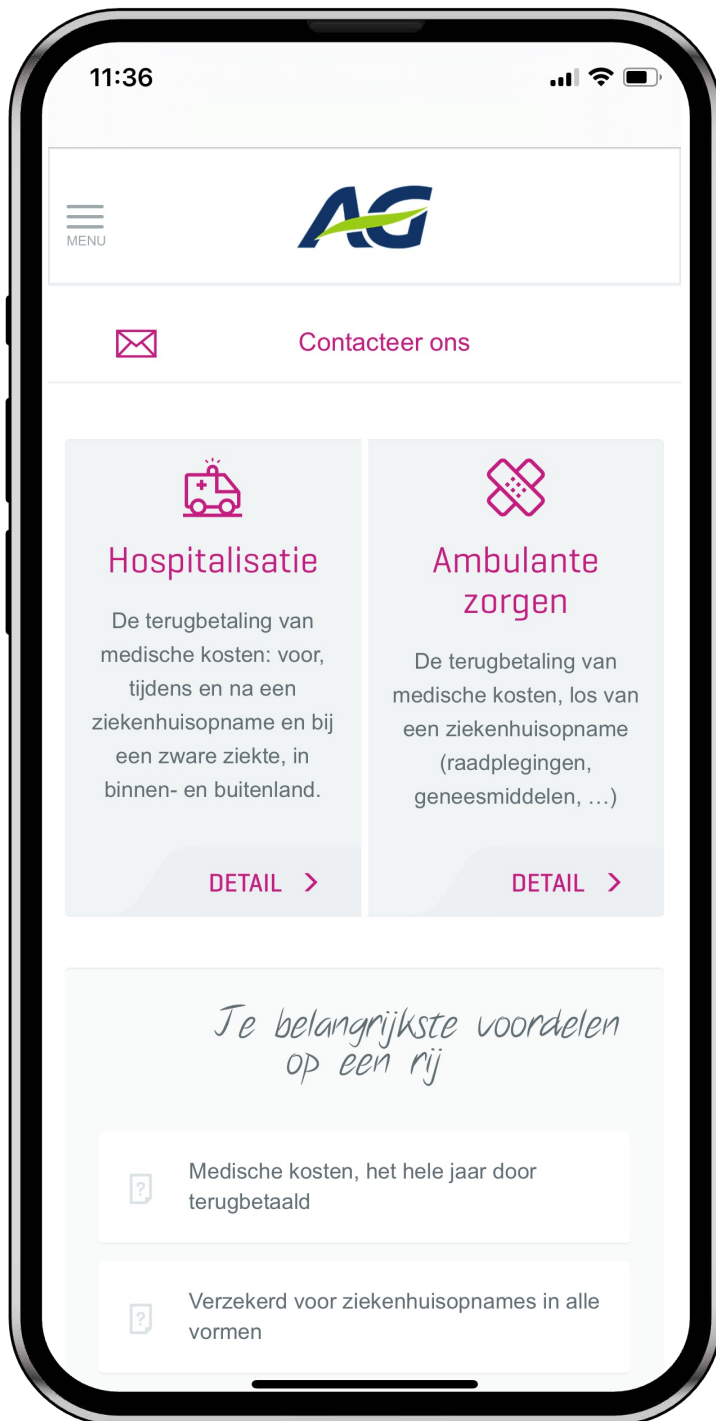 11:36
MENU
AG
Contacteer ons
Hospitalisatie
De terugbetaling van
medische kosten: voor,
tijdens en na een
ziekenhuisopname en bij
een zware ziekte, in
binnen- en buitenland.
DETAIL >
Ambulante
zorgen
De terugbetaling van
medische kosten, los van
een ziekenhuisopname
(raadplegingen,
geneesmiddelen, …)
DETAIL >
Je belangrijkste voordelen
op een rij
?
Medische kosten, het hele jaar door
terugbetaald
?
Verzekerd voor ziekenhuisopnames in alle
vormen